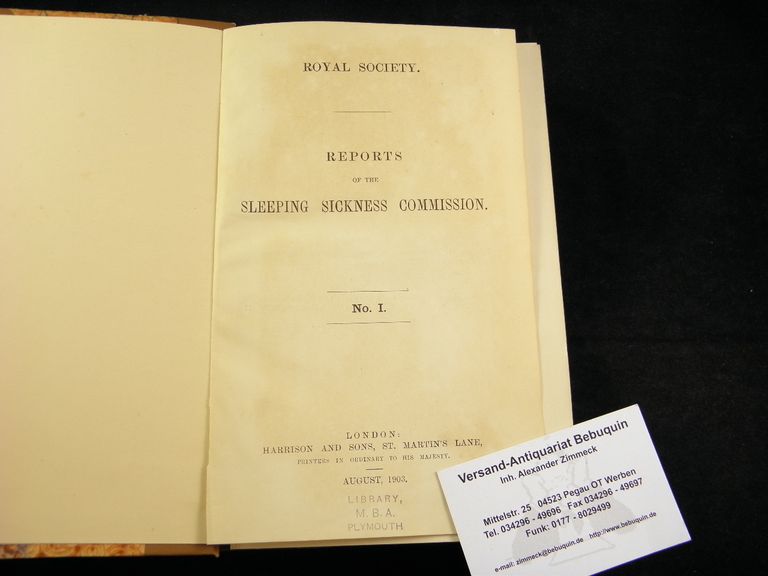 ROYAL SOCIETY.
REPORTS
OF THE
SLEEPING SICKNESS COMMISSION.
No. I.
LONDON:
HARRISON AND SONS, ST. MARTIN'S LANE,
PRINTERS IN ORDINARY TO HIS MAJESTY.
AUGUST, 1903.
LIBRARY,
M. B. A.
PLYMOUTH
Versand-Antiquariat Bebuquin
Inh. Alexander Zimmeck
Mittelstr. 25 04523 Pegau OT Werben
Tel. 034296 - 49696 Fax 034296 - 49697
Funk: 0177 - 8029499
e-mail: zimmeck@bebuquin.de http://www.bebuquin.de